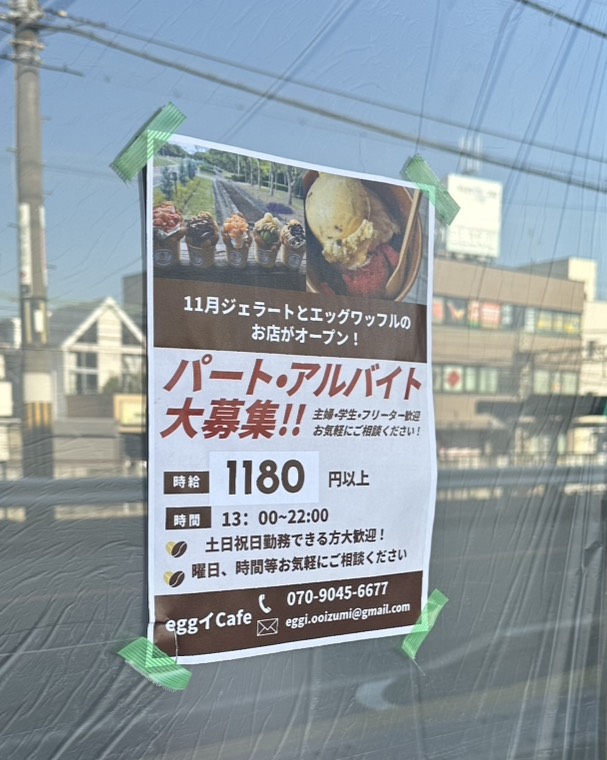 11月ジェラートとエッグワッフルの
お店がオープン！
パート・アルバイト
大募集!!
主婦・学生・フリーター歓迎
お気軽にご相談ください！
時給 1180 円以上
時間 13：00~22:00
土日祝日勤務できる方大歓迎！
曜日、時間等お気軽にご相談ください
eggイCafe
070-9045-6677
eggi.ooizumi@gmail.com